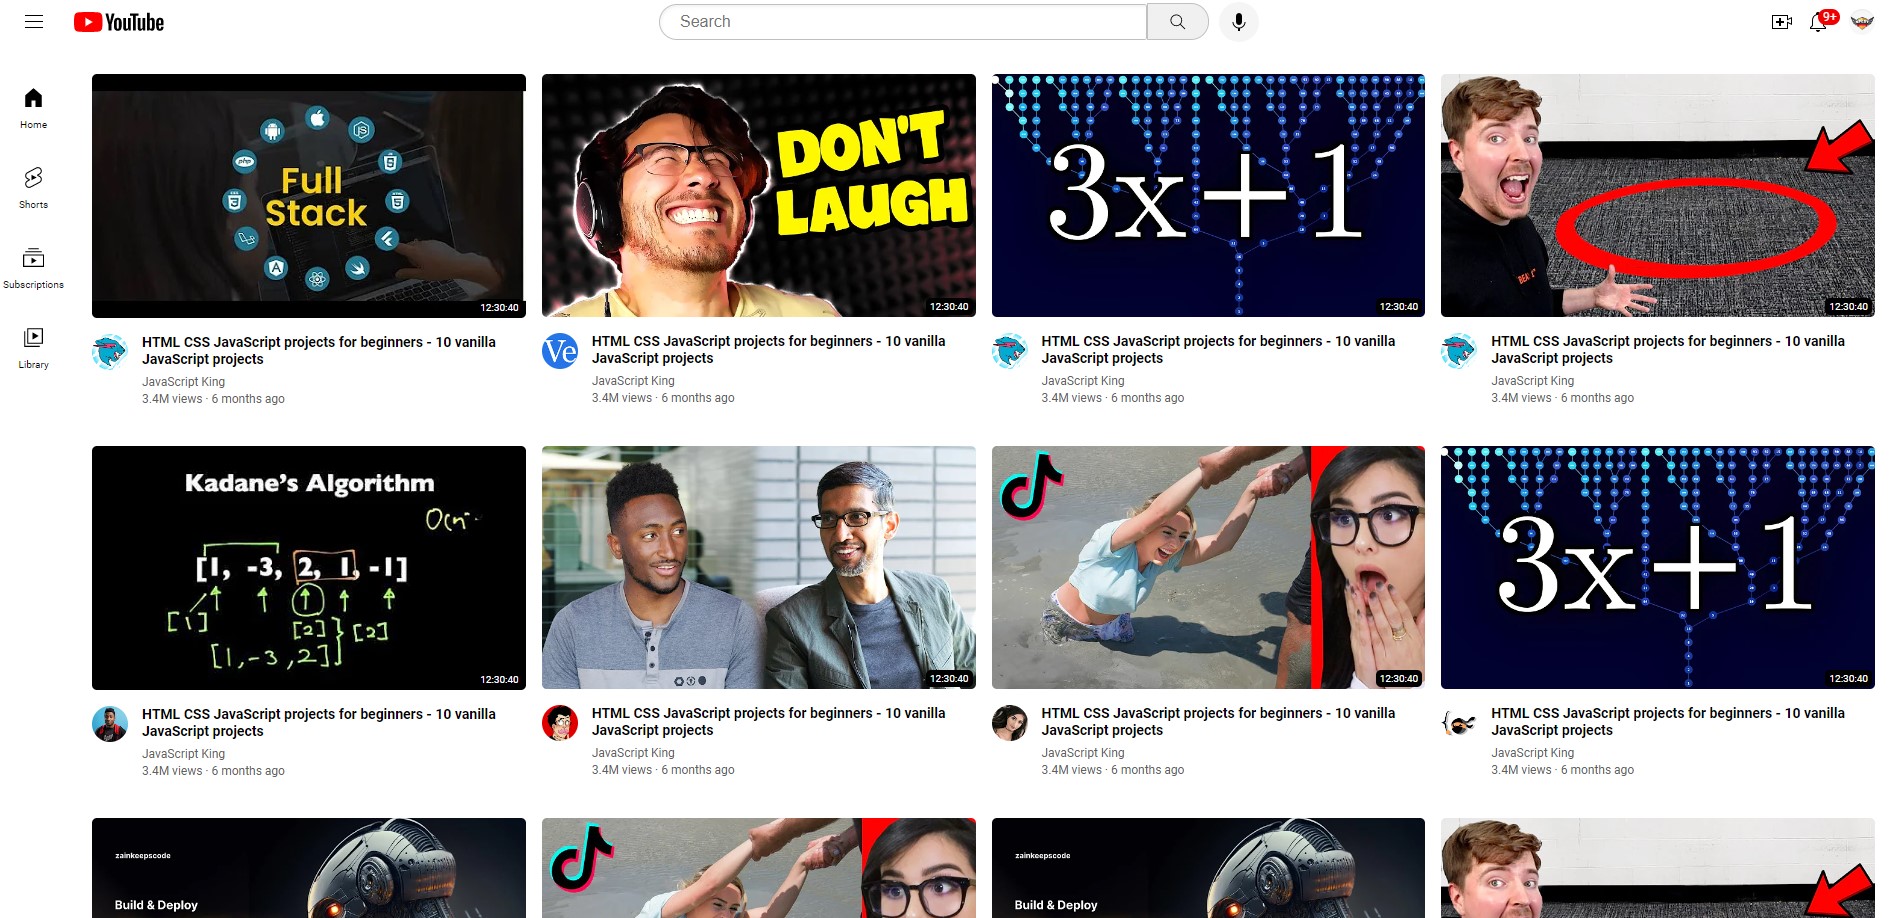 YouTube
Search
9+
Home
Shorts
Subscriptions
Library
Full
Stack
12:30:40
HTML CSS JavaScript projects for beginners - 10 vanilla
JavaScript projects
JavaScript King
3.4M views · 6 months ago
DON'T
LAUGH
12:30:40
Ve
HTML CSS JavaScript projects for beginners - 10 vanilla
JavaScript projects
JavaScript King
3.4M views · 6 months ago
3x+1
12:30:40
HTML CSS JavaScript projects for beginners - 10 vanilla
JavaScript projects
JavaScript King
3.4M views · 6 months ago
12:30:40
HTML CSS JavaScript projects for beginners - 10 vanilla
JavaScript projects
JavaScript King
3.4M views · 6 months ago
Kadane's Algorithm
[1, -3, 2, 1, -1]
[1]
[2]
[2]
[1, -3, 2]
12:30:40
HTML CSS JavaScript projects for beginners - 10 vanilla
JavaScript projects
JavaScript King
3.4M views · 6 months ago
12:30:40
HTML CSS JavaScript projects for beginners - 10 vanilla
JavaScript projects
JavaScript King
3.4M views · 6 months ago
12:30:40
HTML CSS JavaScript projects for beginners - 10 vanilla
JavaScript projects
JavaScript King
3.4M views · 6 months ago
3x+1
12:30:40
HTML CSS JavaScript projects for beginners - 10 vanilla
JavaScript projects
JavaScript King
3.4M views · 6 months ago
zainkeepscode
Build & Deploy
zainkeepscode
Build & Deploy